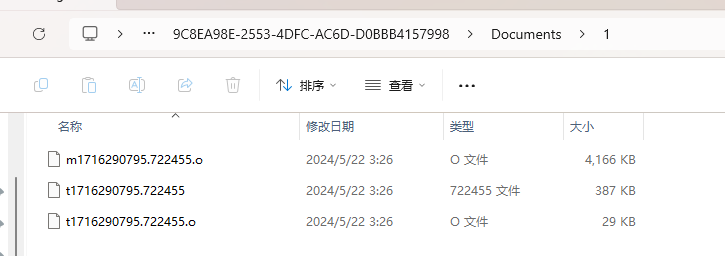 9C8EA98E-2553-4DFC-AC6D-D0BBB4157998 > Documents > 1
排序 查看
名称 修改日期 类型 大小
m1716290795.722455.o 2024/5/22 3:26 O 文件 4,166 KB
t1716290795.722455 2024/5/22 3:26 722455 文件 387 KB
t1716290795.722455.o 2024/5/22 3:26 O 文件 29 KB